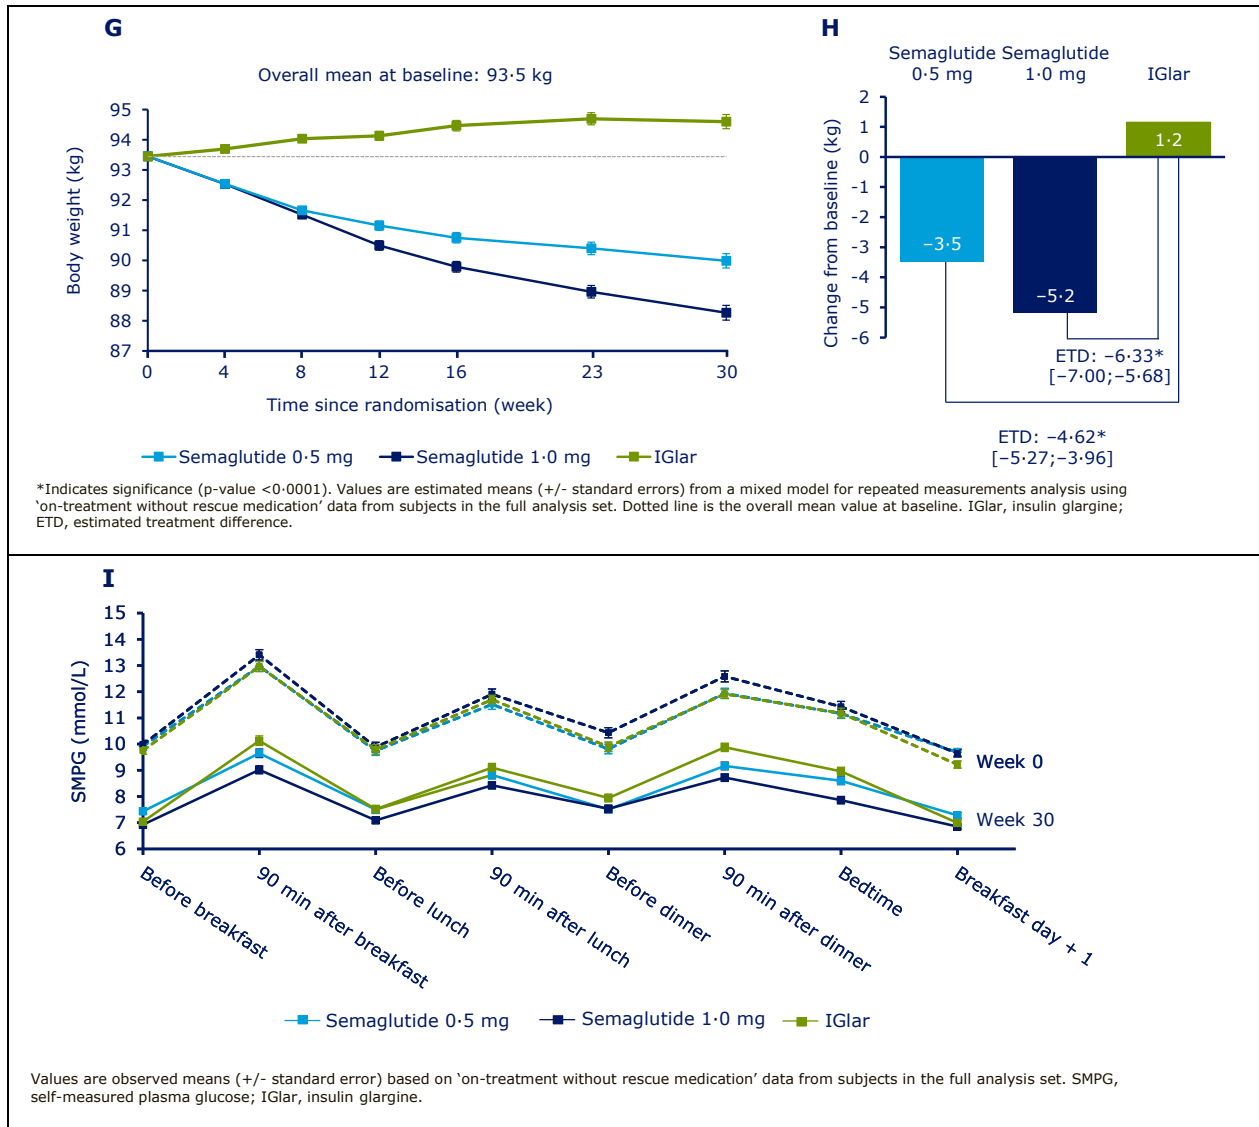 G
Overall mean at baseline: 93·5 kg
Body weight (kg)
95
94
93
92
91
90
89
88
87
0 4 8 12 16 23 30
Time since randomisation (week)
Semaglutide 0·5 mg Semaglutide 1·0 mg IGlar
H
Semaglutide Semaglutide
0·5 mg 1·0 mg IGlar
Change from baseline (kg)
2
1
0
-1
-2
-3
-4
-5
-6
1·2
−3·5
−5·2
ETD: −6·33*
[−7·00;−5·68]
ETD: −4·62*
[−5·27;−3·96]
*Indicates significance (p-value <0·0001). Values are estimated means (+/- standard errors) from a mixed model for repeated measurements analysis using
‘on-treatment without rescue medication’ data from subjects in the full analysis set. Dotted line is the overall mean value at baseline. IGlar, insulin glargine;
ETD, estimated treatment difference.
I
SMPG (nmol/L)
15
14
13
12
11
10
9
8
7
6
Week 0
Week 30
Before breakfast
90 min after breakfast
Before lunch
90 min after lunch
Before dinner
90 min after dinner
Bedtime
Breakfast day + 1
Semaglutide 0·5 mg Semaglutide 1·0 mg IGlar
Values are observed means (+/- standard error) based on ‘on-treatment without rescue medication’ data from subjects in the full analysis set. SMPG,
self-measured plasma glucose; IGlar, insulin glargine.